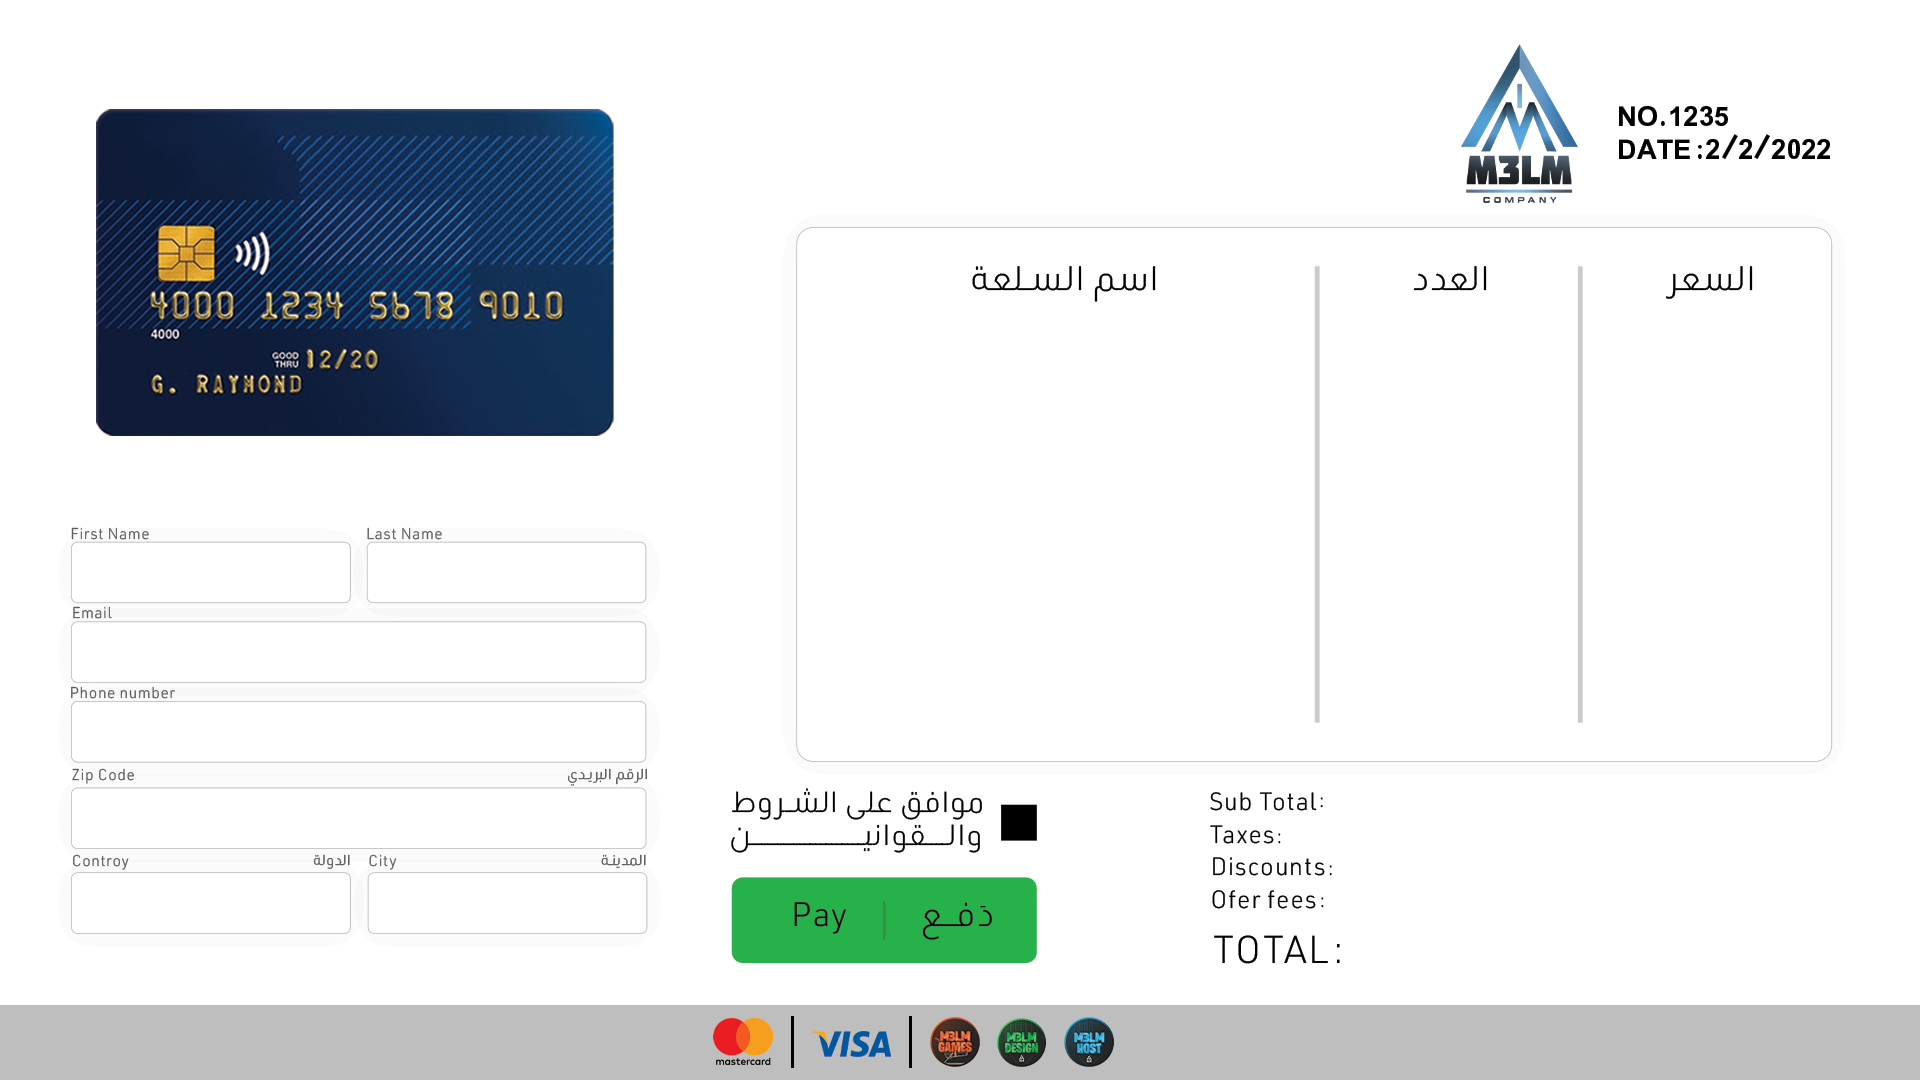 M3LM
COMPANY
NO.1235
DATE :2/2/2022
4000 1234 5678 9010
4000
GOOD THRU 12/20
G. RAYMOND
السعر
العدد
اسم السلعة
First Name
Last Name
Email
Phone number
Zip Code
الرقم البريدي
Controy
الدولة
City
المدينة
موافق على الشروط
والقوانين
Pay
دَفع
Sub Total:
Taxes:
Discounts:
Ofer fees:
TOTAL:
mastercard
VISA
M3LM GAMES
M3LM DESIGN
M3LM HOST